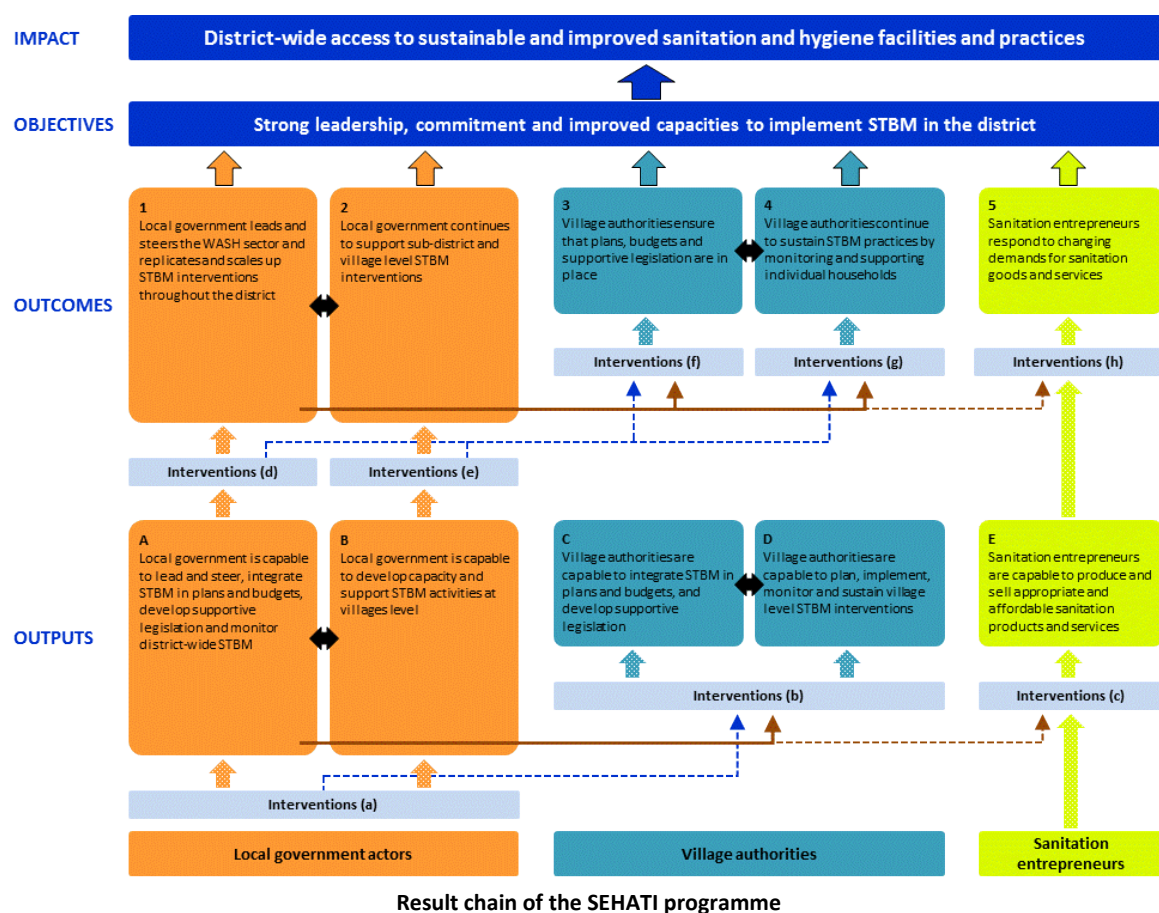 IMPACT
District-wide access to sustainable and improved sanitation and hygiene facilities and practices
OBJECTIVES
Strong leadership, commitment and improved capacities to implement STBM in the district
OUTCOMES
1
Local government leads and
steers the WASH sector and
replicates and scales up
STBM interventions
throughout the district
2
Local government continues
to support sub-district and
village level STBM
interventions
3
Village authorities ensure
that plans, budgets and
supportive legislation are in
place
4
Village authorities continue
to sustain STBM practices by
monitoring and supporting
individual households
5
Sanitation entrepreneurs
respond to changing
demands for sanitation
goods and services
Interventions (f)
Interventions (g)
Interventions (h)
Interventions (d)
Interventions (e)
OUTPUTS
A
Local government is capable
to lead and steer, integrate
STBM in plans and budgets,
develop supportive
legislation and monitor
district-wide STBM
B
Local government is capable
to develop capacity and
support STBM activities at
villages level
C
Village authorities are
capable to integrate STBM in
plans and budgets, and
develop supportive
legislation
D
Village authorities are
capable to plan, implement,
monitor and sustain village
level STBM interventions
E
Sanitation entrepreneurs
are capable to produce and
sell appropriate and
affordable sanitation
products and services
Interventions (b)
Interventions (c)
Interventions (a)
Local government actors
Village authorities
Sanitation
entrepreneurs
Result chain of the SEHATI programme